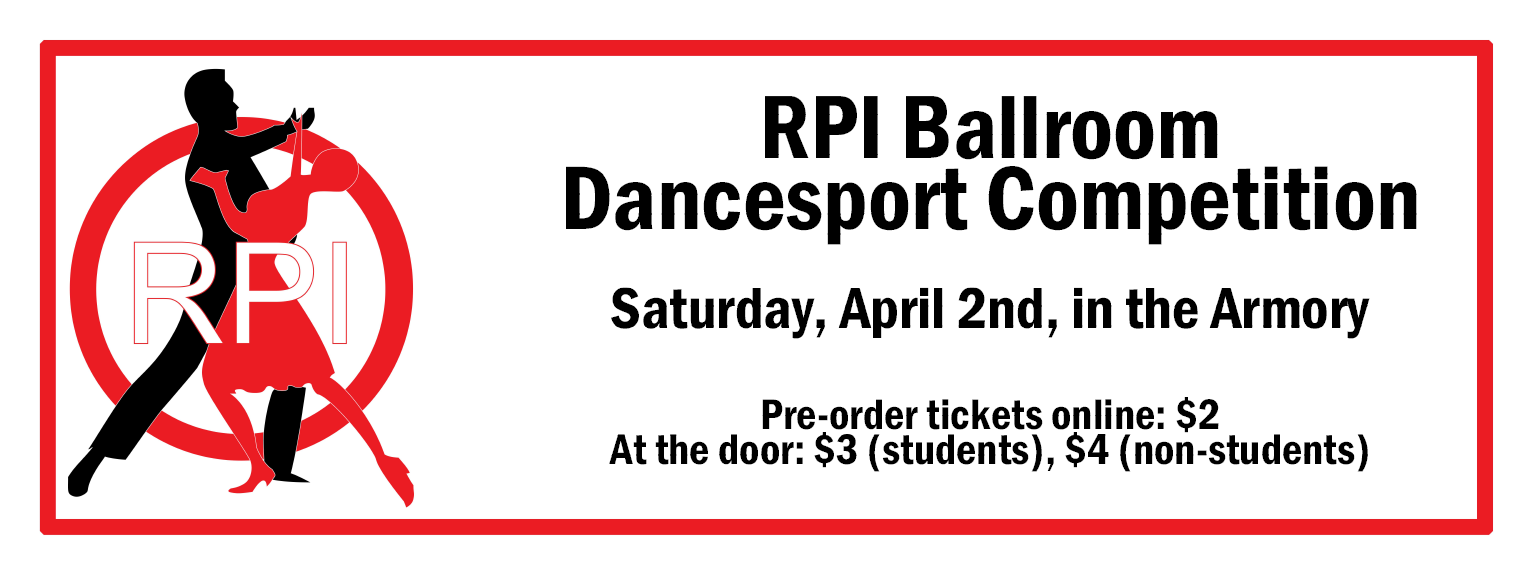 RPI
RPI Ballroom
Dancesport Competition
Saturday, April 2nd, in the Armory
Pre-order tickets online: $2
At the door: $3 (students), $4 (non-students)